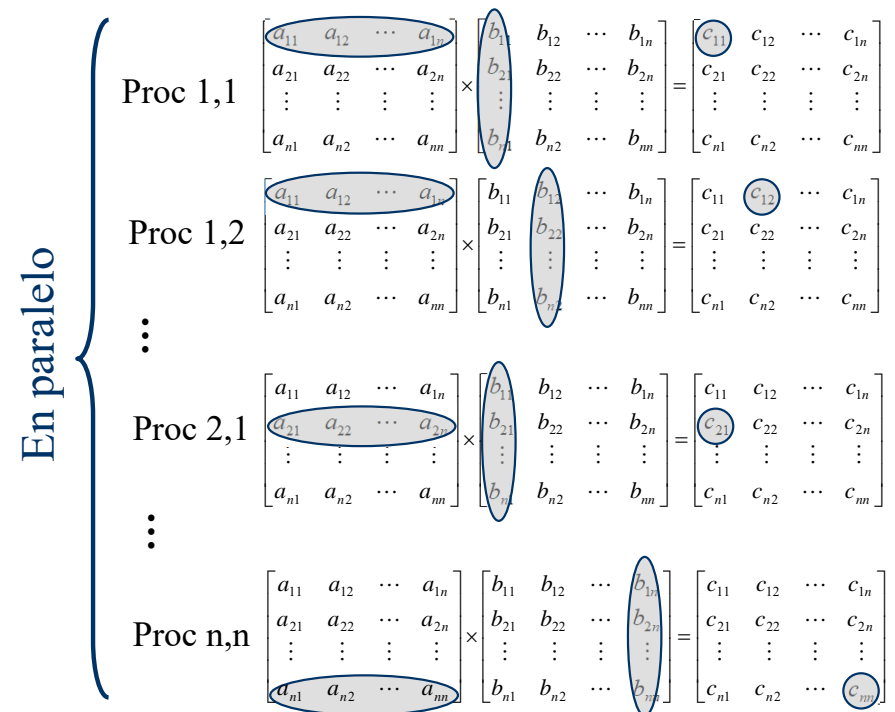 En paralelo
Proc 1,1
a₁₁ a₁₂ ⋯ a₁ₙ b₁₁ b₁₂ ⋯ b₁ₙ c₁₁ c₁₂ ⋯ c₁ₙ
a₂₁ a₂₂ ⋯ a₂ₙ × b₂₁ b₂₂ ⋯ b₂ₙ = c₂₁ c₂₂ ⋯ c₂ₙ
⋮ ⋮ ⋮ ⋮ ⋮ ⋮ ⋮ ⋮ ⋮ ⋮ ⋮ ⋮
aₙ₁ aₙ₂ ⋯ aₙₙ bₙ₁ bₙ₂ ⋯ bₙₙ cₙ₁ cₙ₂ ⋯ cₙₙ
Proc 1,2
a₁₁ a₁₂ ⋯ a₁ₙ b₁₁ b₁₂ ⋯ b₁ₙ c₁₁ c₁₂ ⋯ c₁ₙ
a₂₁ a₂₂ ⋯ a₂ₙ × b₂₁ b₂₂ ⋯ b₂ₙ = c₂₁ c₂₂ ⋯ c₂ₙ
⋮ ⋮ ⋮ ⋮ ⋮ ⋮ ⋮ ⋮ ⋮ ⋮ ⋮ ⋮
aₙ₁ aₙ₂ ⋯ aₙₙ bₙ₁ bₙ₂ ⋯ bₙₙ cₙ₁ cₙ₂ ⋯ cₙₙ
⋮
Proc 2,1
a₁₁ a₁₂ ⋯ a₁ₙ b₁₁ b₁₂ ⋯ b₁ₙ c₁₁ c₁₂ ⋯ c₁ₙ
a₂₁ a₂₂ ⋯ a₂ₙ × b₂₁ b₂₂ ⋯ b₂ₙ = c₂₁ c₂₂ ⋯ c₂ₙ
⋮ ⋮ ⋮ ⋮ ⋮ ⋮ ⋮ ⋮ ⋮ ⋮ ⋮ ⋮
aₙ₁ aₙ₂ ⋯ aₙₙ bₙ₁ bₙ₂ ⋯ bₙₙ cₙ₁ cₙ₂ ⋯ cₙₙ
⋮
Proc n,n
a₁₁ a₁₂ ⋯ a₁ₙ b₁₁ b₁₂ ⋯ b₁ₙ c₁₁ c₁₂ ⋯ c₁ₙ
a₂₁ a₂₂ ⋯ a₂ₙ × b₂₁ b₂₂ ⋯ b₂ₙ = c₂₁ c₂₂ ⋯ c₂ₙ
⋮ ⋮ ⋮ ⋮ ⋮ ⋮ ⋮ ⋮ ⋮ ⋮ ⋮ ⋮
aₙ₁ aₙ₂ ⋯ aₙₙ bₙ₁ bₙ₂ ⋯ bₙₙ cₙ₁ cₙ₂ ⋯ cₙₙ